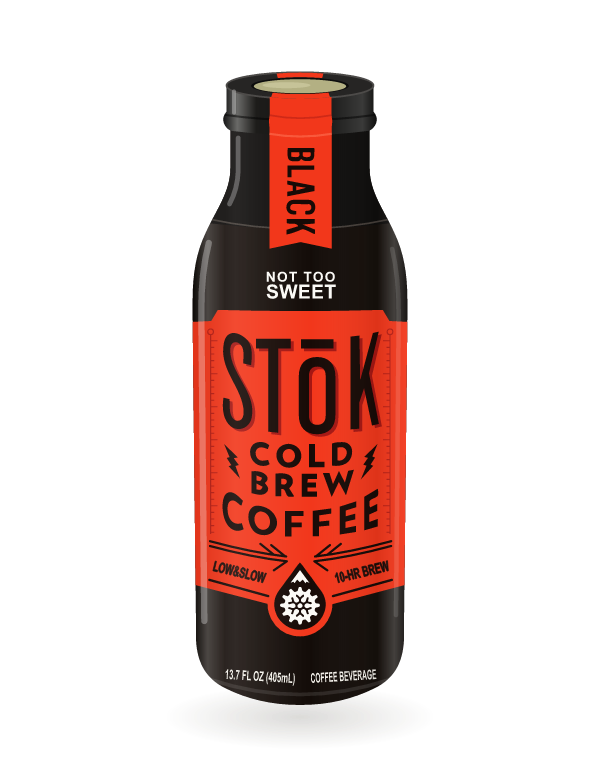 BLACK
NOT TOO
SWEET
STōK
COLD
BREW
COFFEE
LOW&SLOW
10-HR BREW
13.7 FL OZ (405mL)
COFFEE BEVERAGE